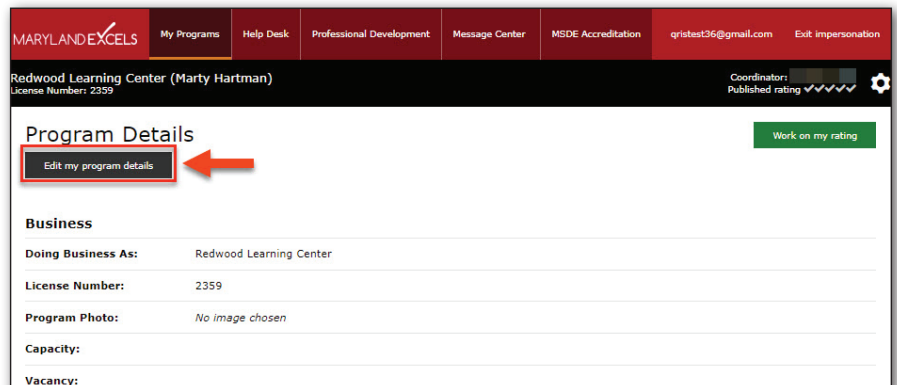 MARYLAND EXCELS My Programs Help Desk Professional Development Message Center MSDE Accreditation qristest36@gmail.com Exit impersonation
Redwood Learning Center (Marty Hartman)
License Number: 2359
Coordinator:
Published rating ✓✓✓✓✓
Program Details
Work on my rating
Edit my program details
Business
Doing Business As: Redwood Learning Center
License Number: 2359
Program Photo: No image chosen
Capacity:
Vacancy: